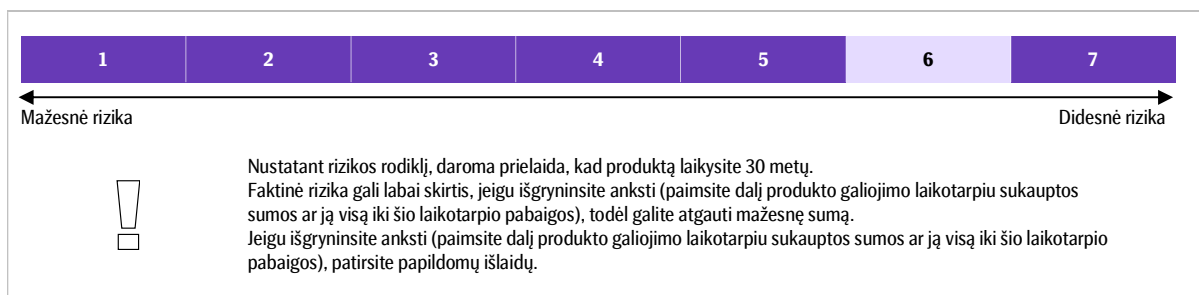 1 2 3 4 5 6 7
Mažesnė rizika Didesnė rizika
Nustatant rizikos rodiklį, daroma prielaida, kad produktą laikysite 30 metų.
Faktinė rizika gali labai skirtis, jeigu išgryninsite anksti (paimsite dalį produkto galiojimo laikotarpiu sukauptos
sumos ar ją visą iki šio laikotarpio pabaigos), todėl galite atgauti mažesnę sumą.
Jeigu išgryninsite anksti (paimsite dalį produkto galiojimo laikotarpiu sukauptos sumos ar ją visą iki šio laikotarpio
pabaigos), patirsite papildomų išlaidų.